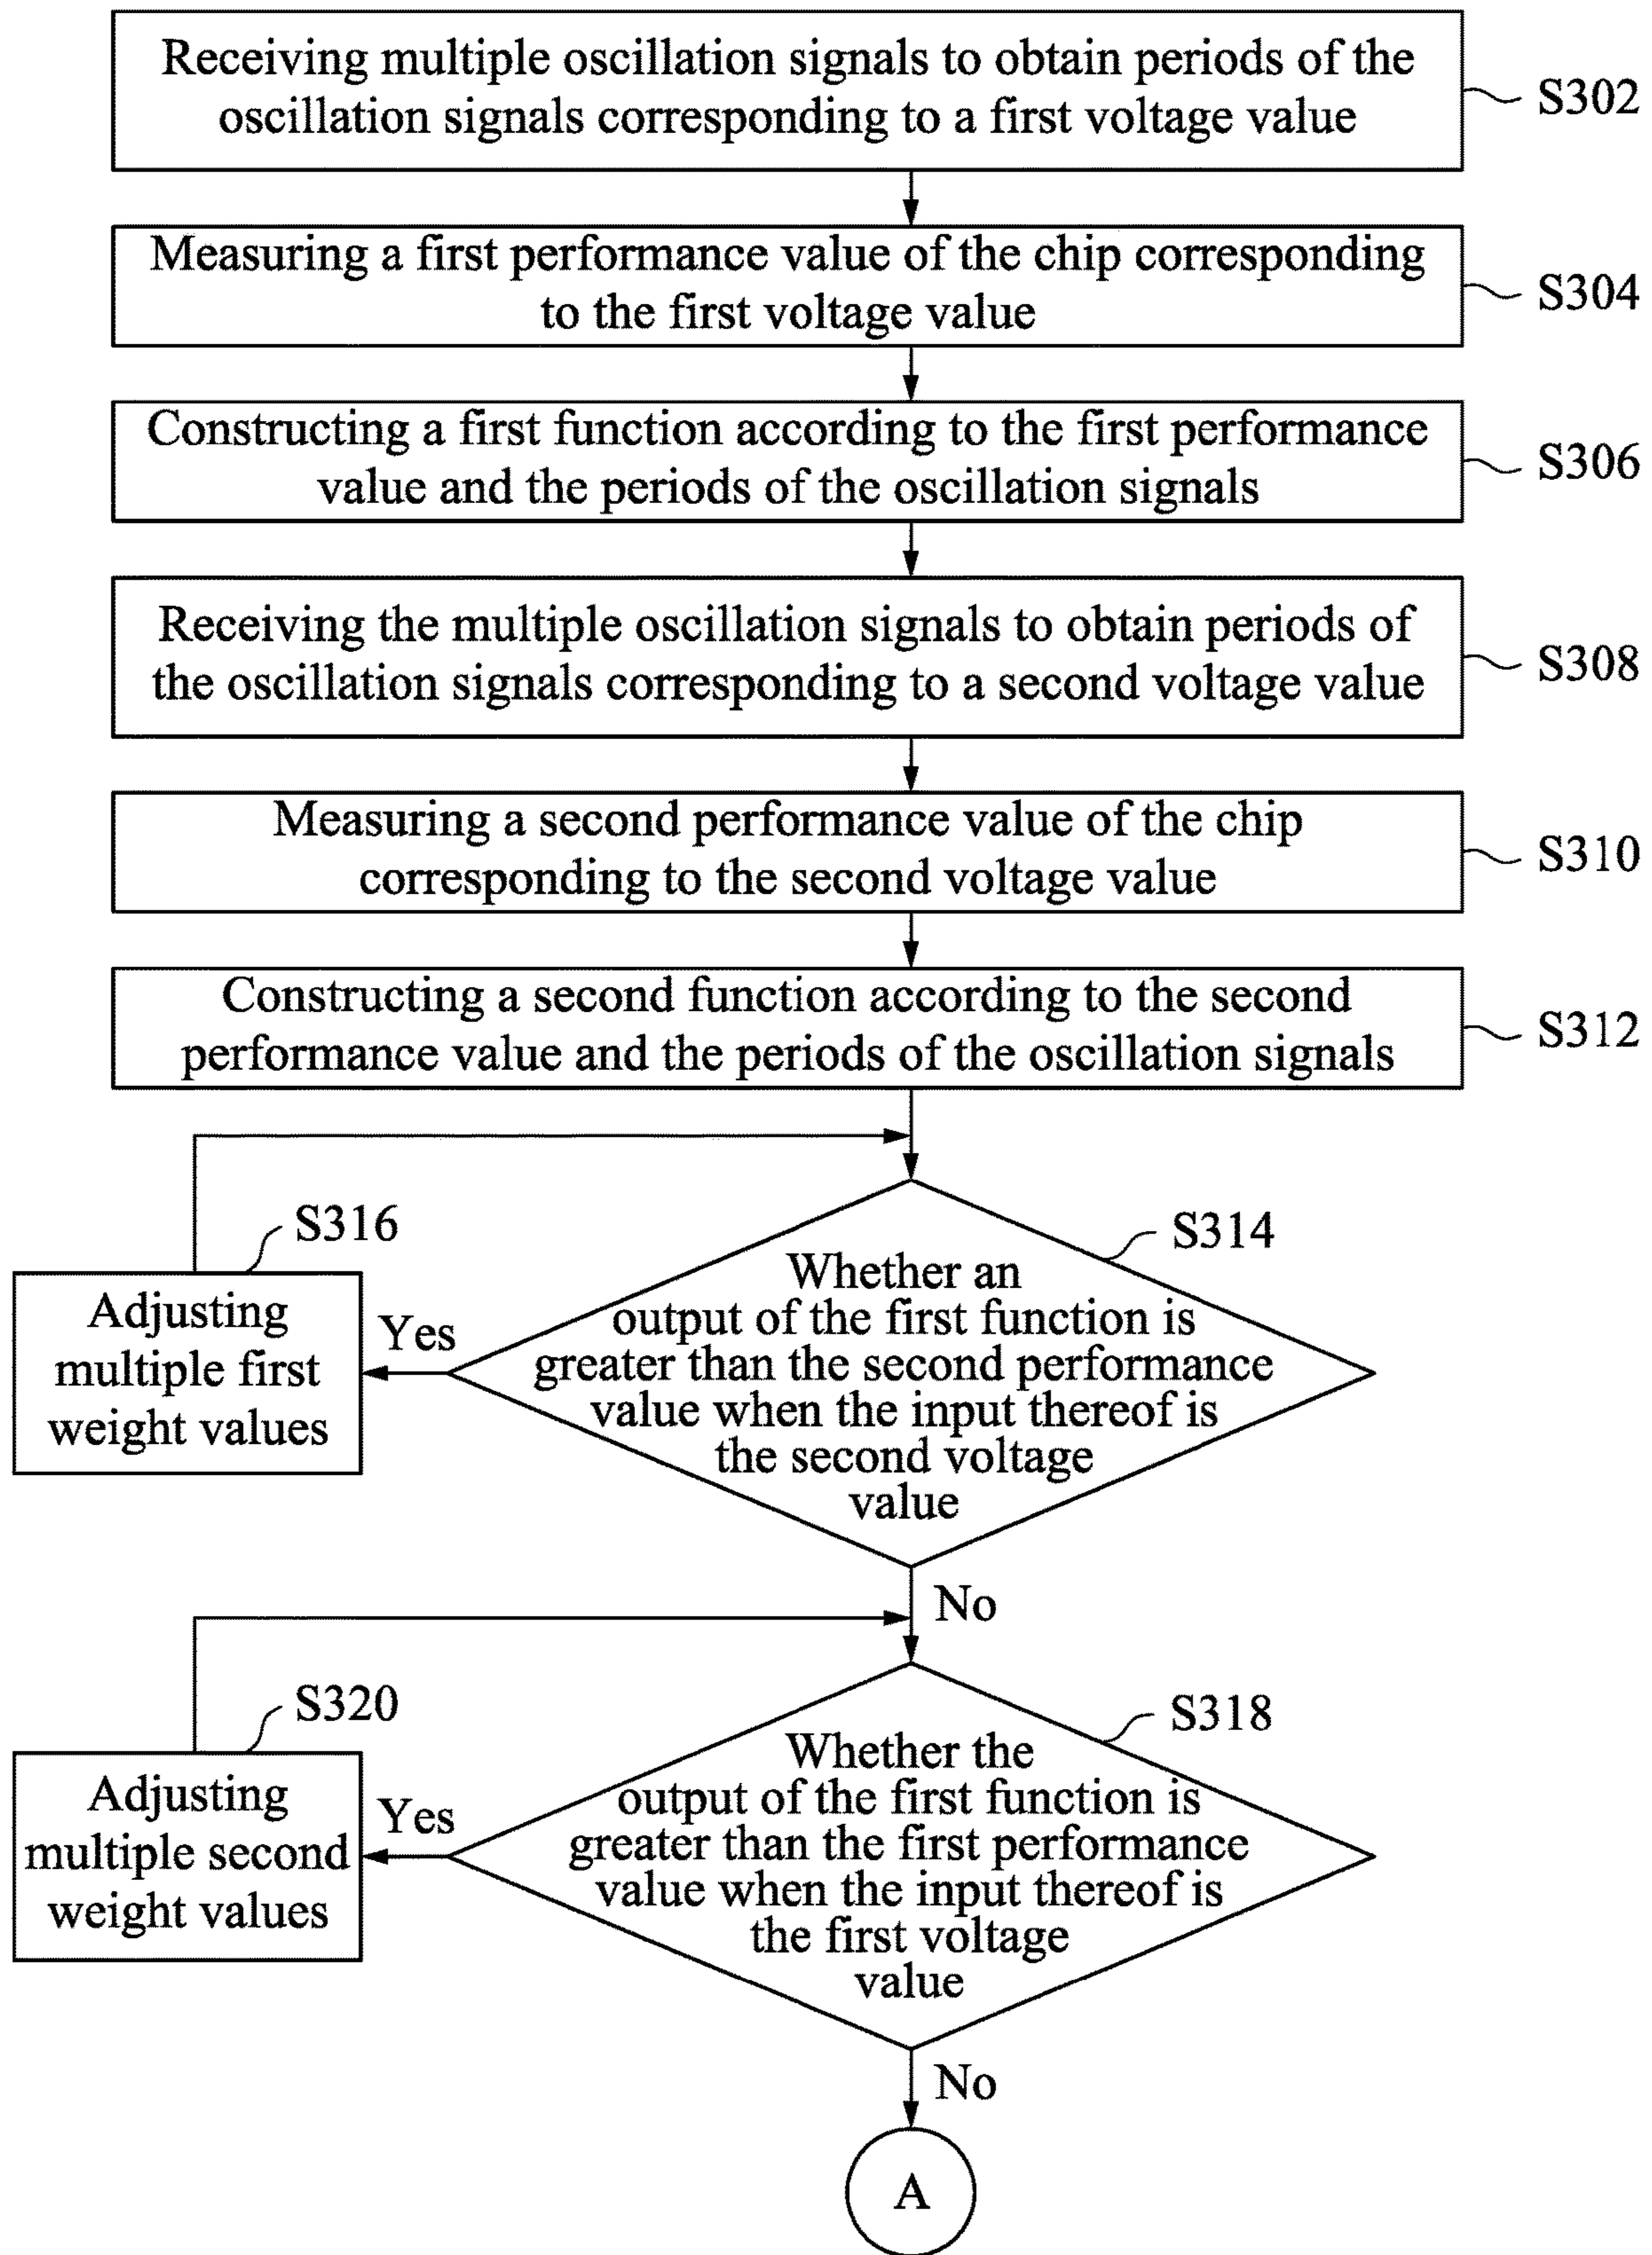 Receiving multiple oscillation signals to obtain periods of the
oscillation signals corresponding to a first voltage value
S302
Measuring a first performance value of the chip corresponding
to the first voltage value
S304
Constructing a first function according to the first performance
value and the periods of the oscillation signals
S306
Receiving the multiple oscillation signals to obtain periods of
the oscillation signals corresponding to a second voltage value
S308
Measuring a second performance value of the chip
corresponding to the second voltage value
S310
Constructing a second function according to the second
performance value and the periods of the oscillation signals
S312
S316
Adjusting
multiple first
weight values
Yes
S314
Whether an
output of the first function is
greater than the second performance
value when the input thereof is
the second voltage
value
No
S320
Adjusting
multiple second
weight values
Yes
S318
Whether the
output of the first function is
greater than the first performance
value when the input thereof is
the first voltage
value
No
A